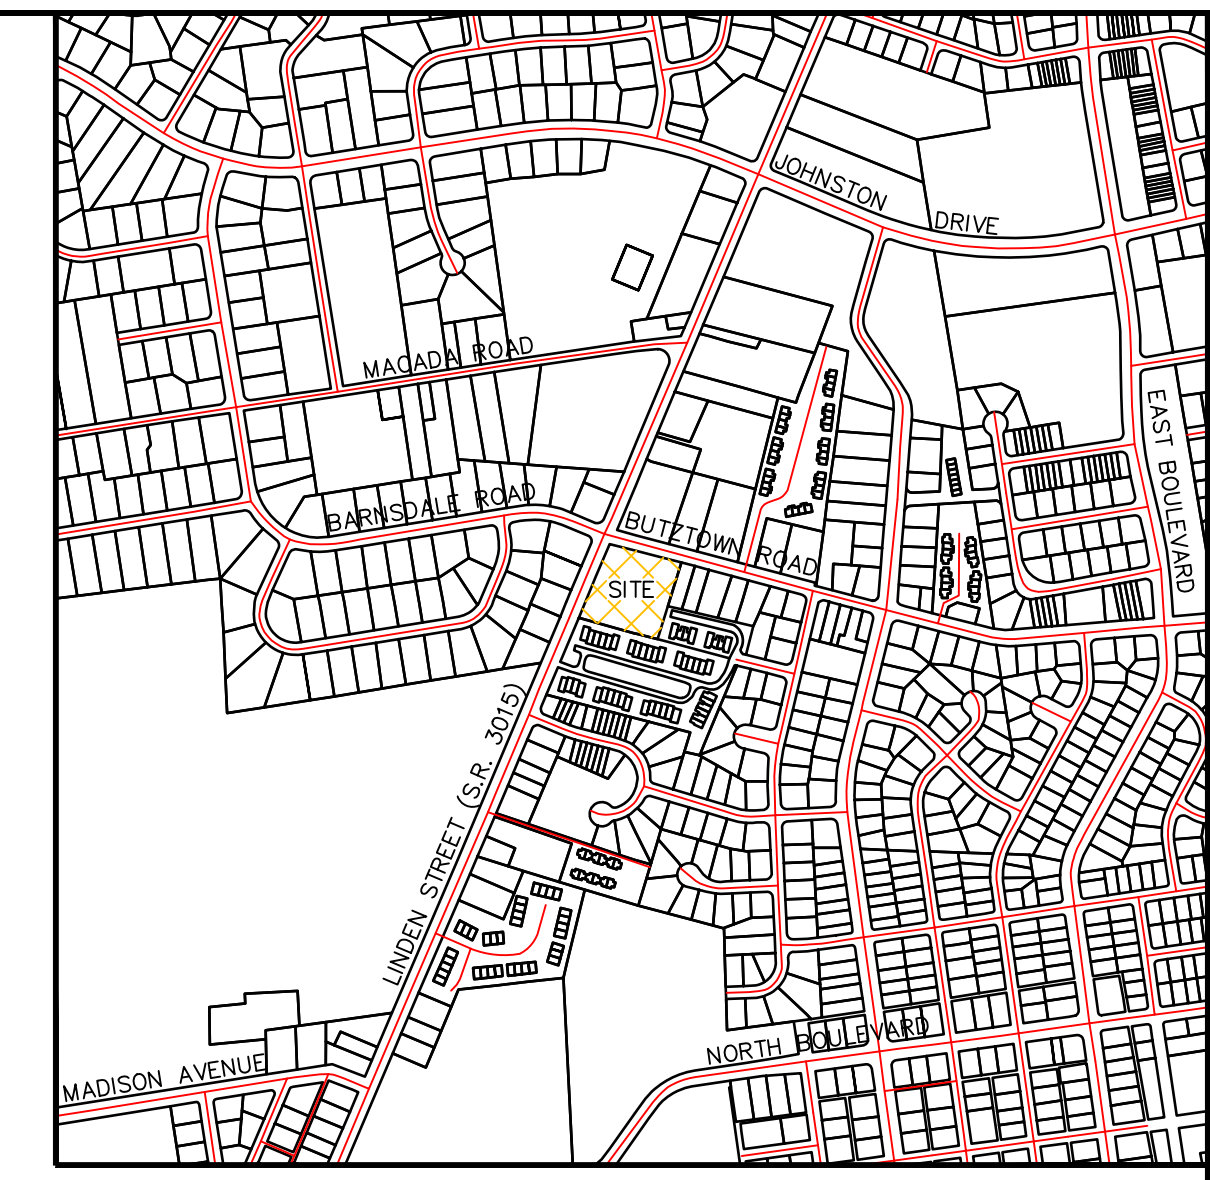 JOHNSTON DRIVE
MACADA ROAD
EAST BOULEVARD
BARNSDALE ROAD
BUTZTOWN ROAD
SITE
LINDEN STREET (S.R. 3015)
NORTH BOULEVARD
MADISON AVENUE